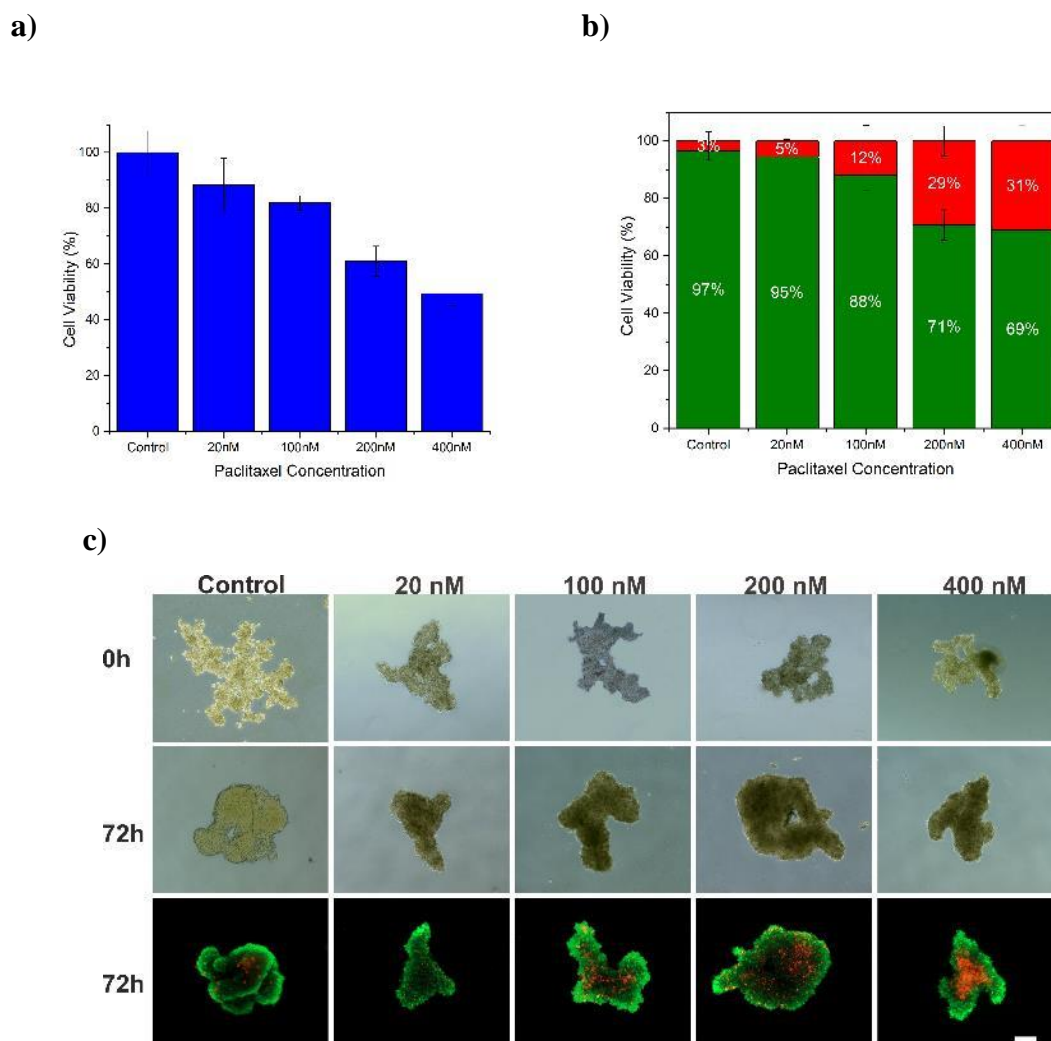 a)
b)
100
80
60
40
20
0
Cell Viability (%)
Control 20nM 100nM 200nM 400nM
Paclitaxel Concentration
100
80
60
40
20
0
Cell Viability (%)
3% 5% 12% 29% 31%
97% 95% 88% 71% 69%
Control 20nM 100nM 200nM 400nM
Paclitaxel Concentration
c)
Control 20 nM 100 nM 200 nM 400 nM
0h
72h
72h